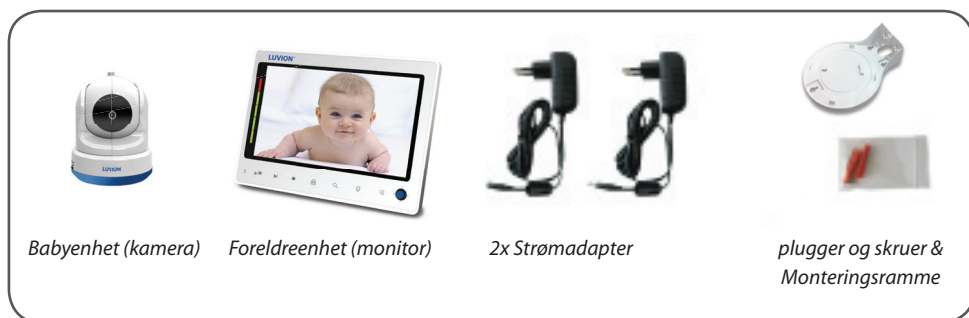 LUVION
LUVION
Babyenhet (kamera)
Foreldreenhet (monitor)
2x Strømadapter
plugger og skruer &
Monteringsramme